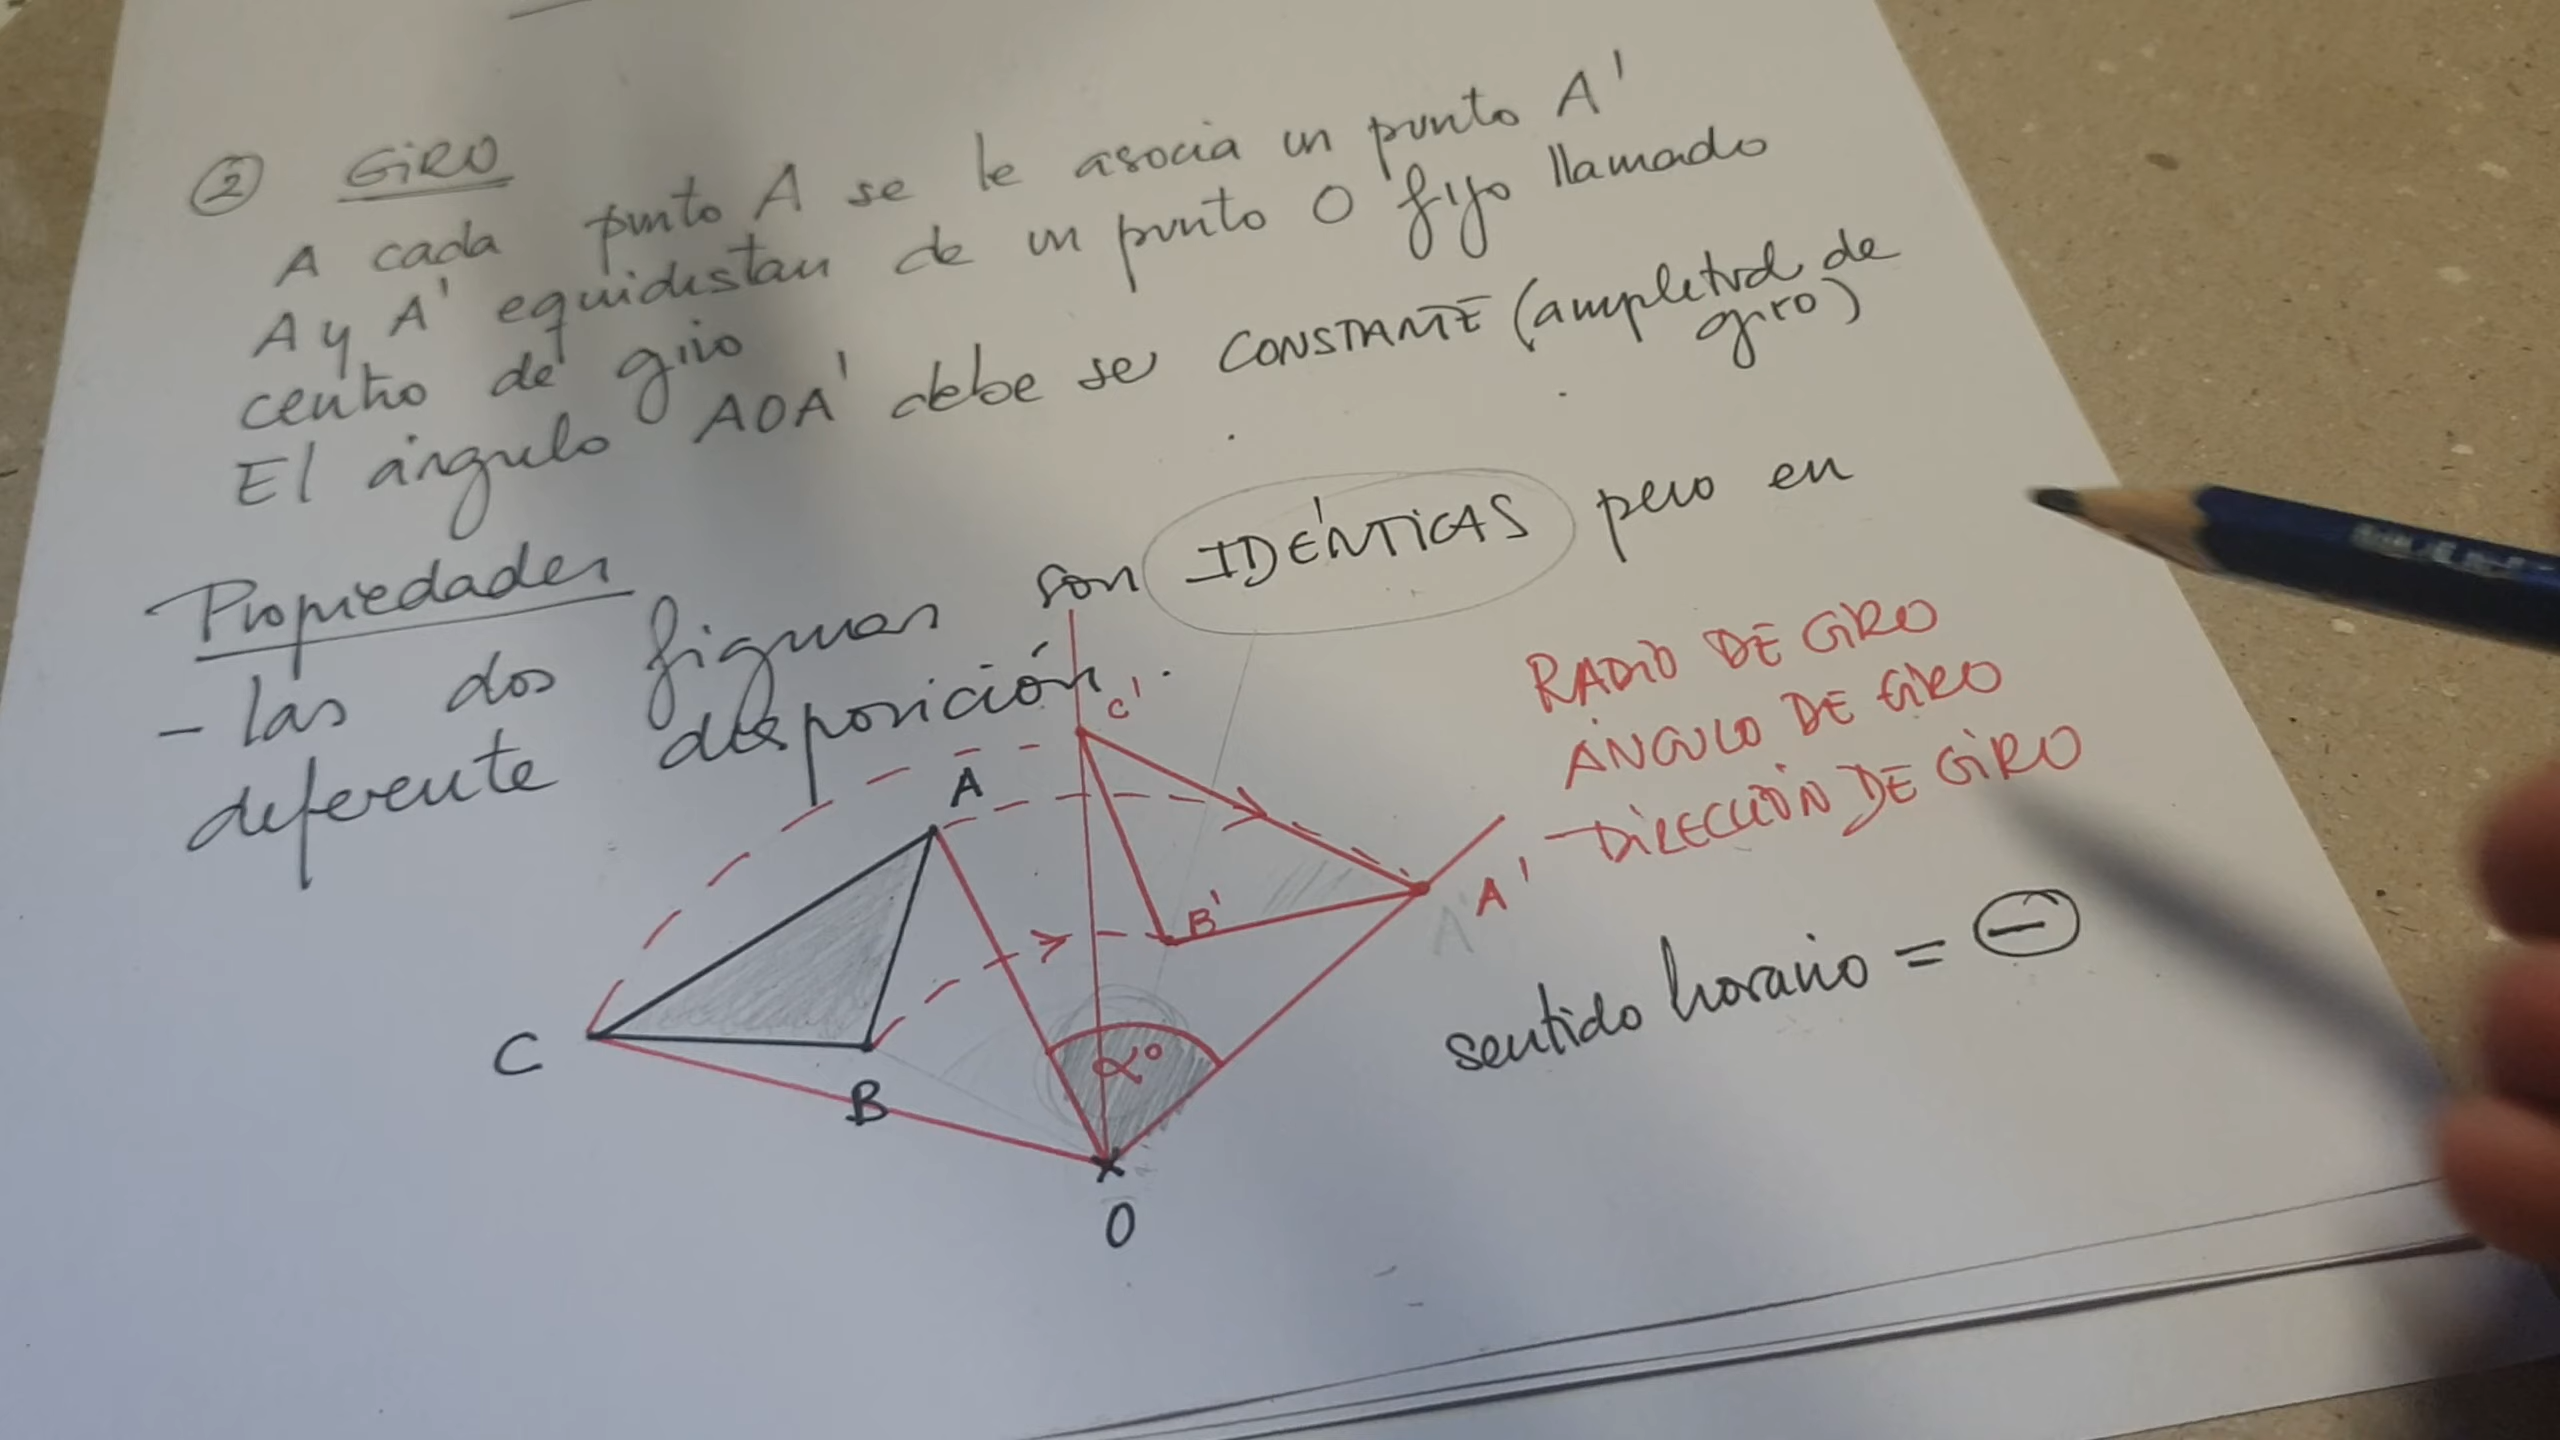 ② GIRO
A cada punto A se le asocia un punto A'
A y A' equidistan de un punto O fijo llamado
centro de giro
El ángulo AOA' debe ser CONSTANTE (amplitud de
giro)
Propiedades
- las dos figuras son IDÉNTICAS pero en
diferente disposición.
C'
A
B'
A'
A'
C
B
α°
O
RADIO DE GIRO
ÁNGULO DE GIRO
DIRECCIÓN DE GIRO
sentido horario = -